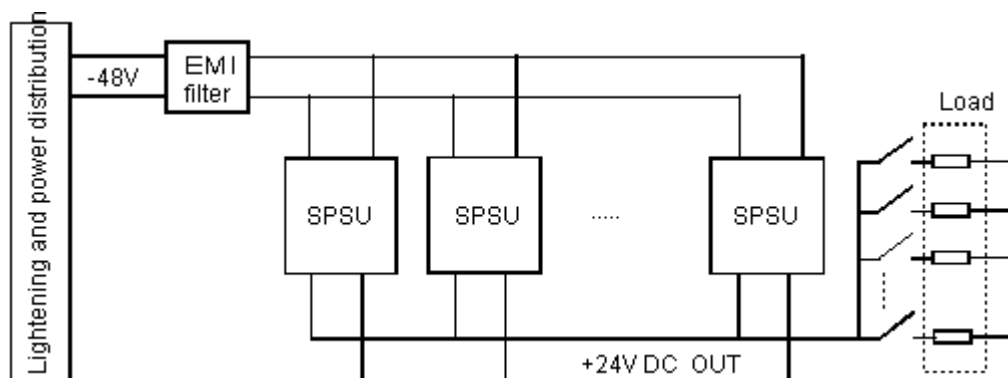 Lightening and power distribution
-48V
EMI
filter
Load
SPSU
SPSU
.....
SPSU
+24V DC OUT